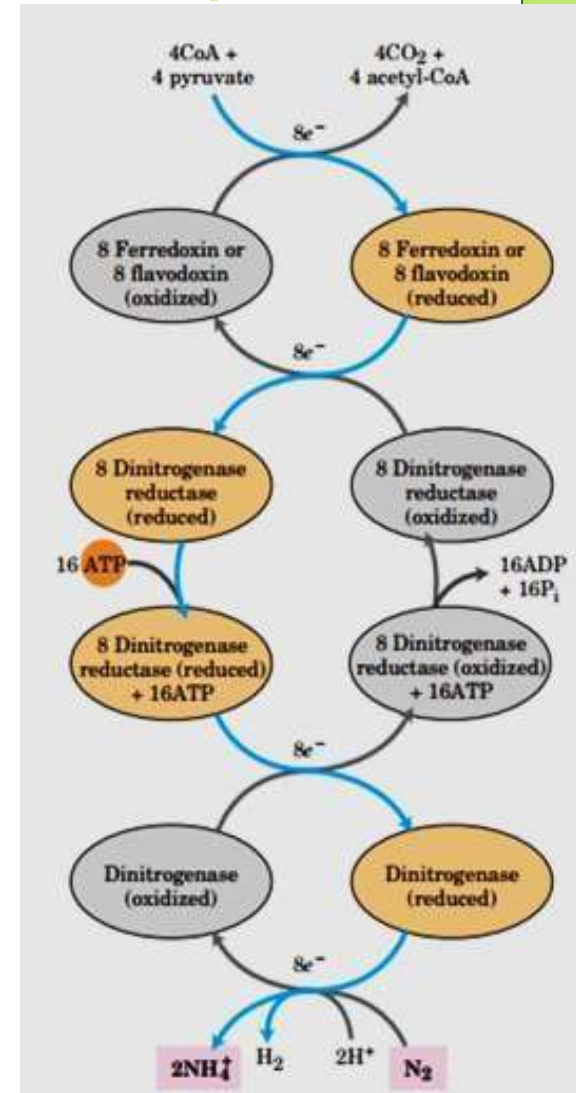 4CoA +
4 pyruvate
4CO₂ +
4 acetyl-CoA
8e⁻
8 Ferredoxin or
8 flavodoxin
(oxidized)
8 Ferredoxin or
8 flavodoxin
(reduced)
8e⁻
8 Dinitrogenase
reductase
(reduced)
8 Dinitrogenase
reductase
(oxidized)
16 ATP
16ADP
+ 16Pᵢ
8 Dinitrogenase
reductase (reduced)
+ 16ATP
8 Dinitrogenase
reductase (oxidized)
+ 16ATP
8e⁻
Dinitrogenase
(oxidized)
Dinitrogenase
(reduced)
8e⁻
2NH₄⁺ H₂ 2H⁺ N₂